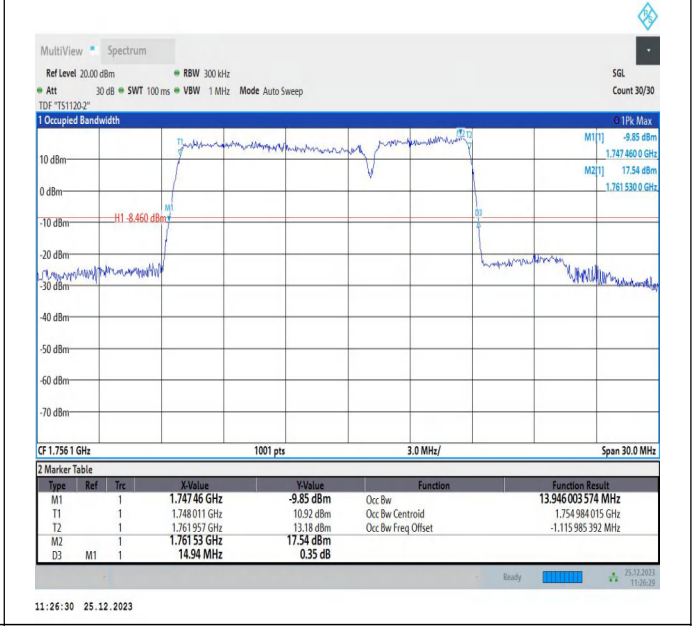 R S
MultiView Spectrum
Ref Level 20.00 dBm RBW 300 kHz SGL
Att 30 dB SWT 100 ms VBW 1 MHz Mode Auto Sweep Count 30/30
TDF "TS1120-2"
1 Occupied Bandwidth 1Pk Max
M1[1] -9.85 dBm
1.747 460 0 GHz
M2[1] 17.54 dBm
1.761 530 0 GHz
T1
T2
10 dBm
0 dBm
M1
D3
H1 -8.460 dBm
-10 dBm
-20 dBm
-30 dBm
-40 dBm
-50 dBm
-60 dBm
-70 dBm
CF 1.756 1 GHz 1001 pts 3.0 MHz/ Span 30.0 MHz
2 Marker Table
Type Ref Trc X-Value Y-Value Function Function Result
M1 1 1.747 46 GHz -9.85 dBm Occ Bw 13.946 003 574 MHz
T1 1 1.748 011 GHz 10.92 dBm Occ Bw Centroid 1.754 984 015 GHz
T2 1 1.761 957 GHz 13.18 dBm Occ Bw Freq Offset -1.115 985 392 MHz
M2 1 1.761 53 GHz 17.54 dBm
D3 M1 1 14.94 MHz 0.35 dB
Ready 25.12.2023
11:26:29
11:26:30 25.12.2023